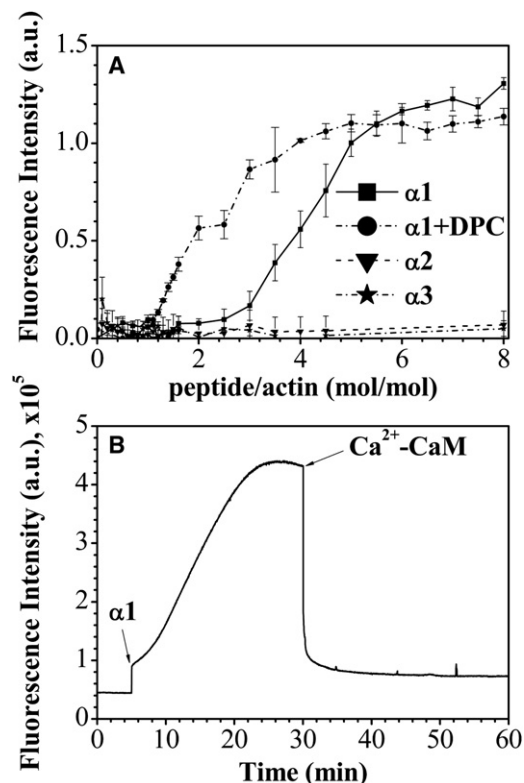 A
Fluorescence Intensity (a.u.)
1.5
1.0
0.5
0.0
α1
α1+DPC
α2
α3
0 2 4 6 8
peptide/actin (mol/mol)
B
Fluorescence Intensity (a.u.), x10⁵
5
4
3
2
1
0
α1
Ca²⁺-CaM
0 10 20 30 40 50 60
Time (min)